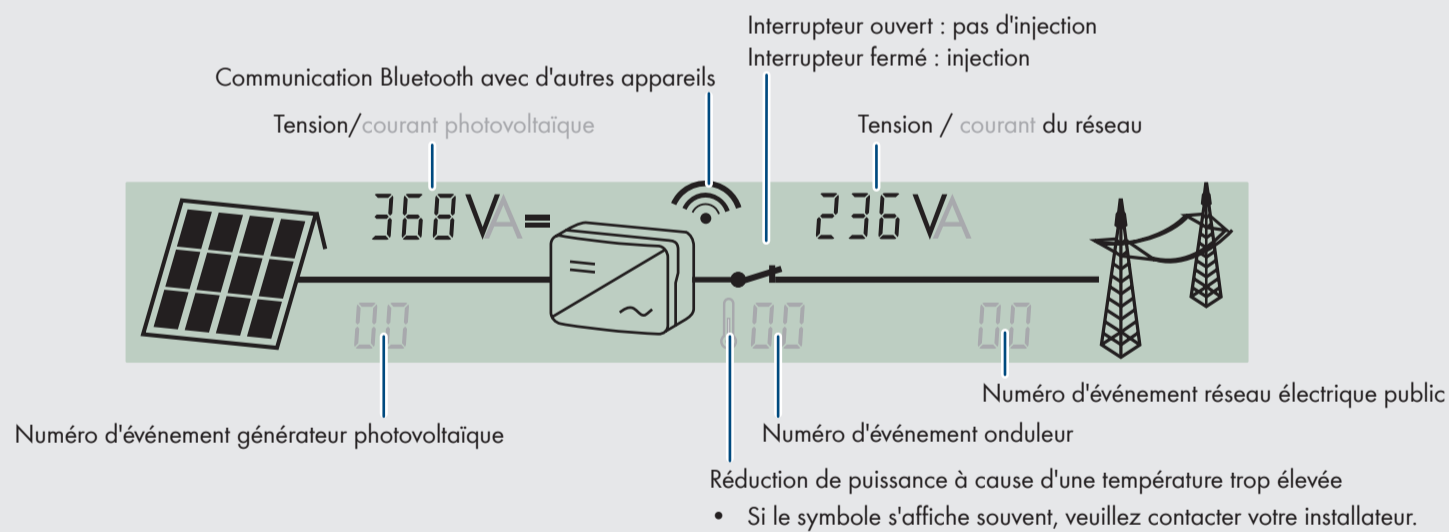 Interrupteur ouvert : pas d'injection
Interrupteur fermé : injection
Communication Bluetooth avec d'autres appareils
Tension/courant photovoltaïque
Tension / courant du réseau
368 VA=
236 VA
00
00
00
Numéro d'événement réseau électrique public
Numéro d'événement générateur photovoltaïque
Numéro d'événement onduleur
Réduction de puissance à cause d'une température trop élevée
• Si le symbole s'affiche souvent, veuillez contacter votre installateur.